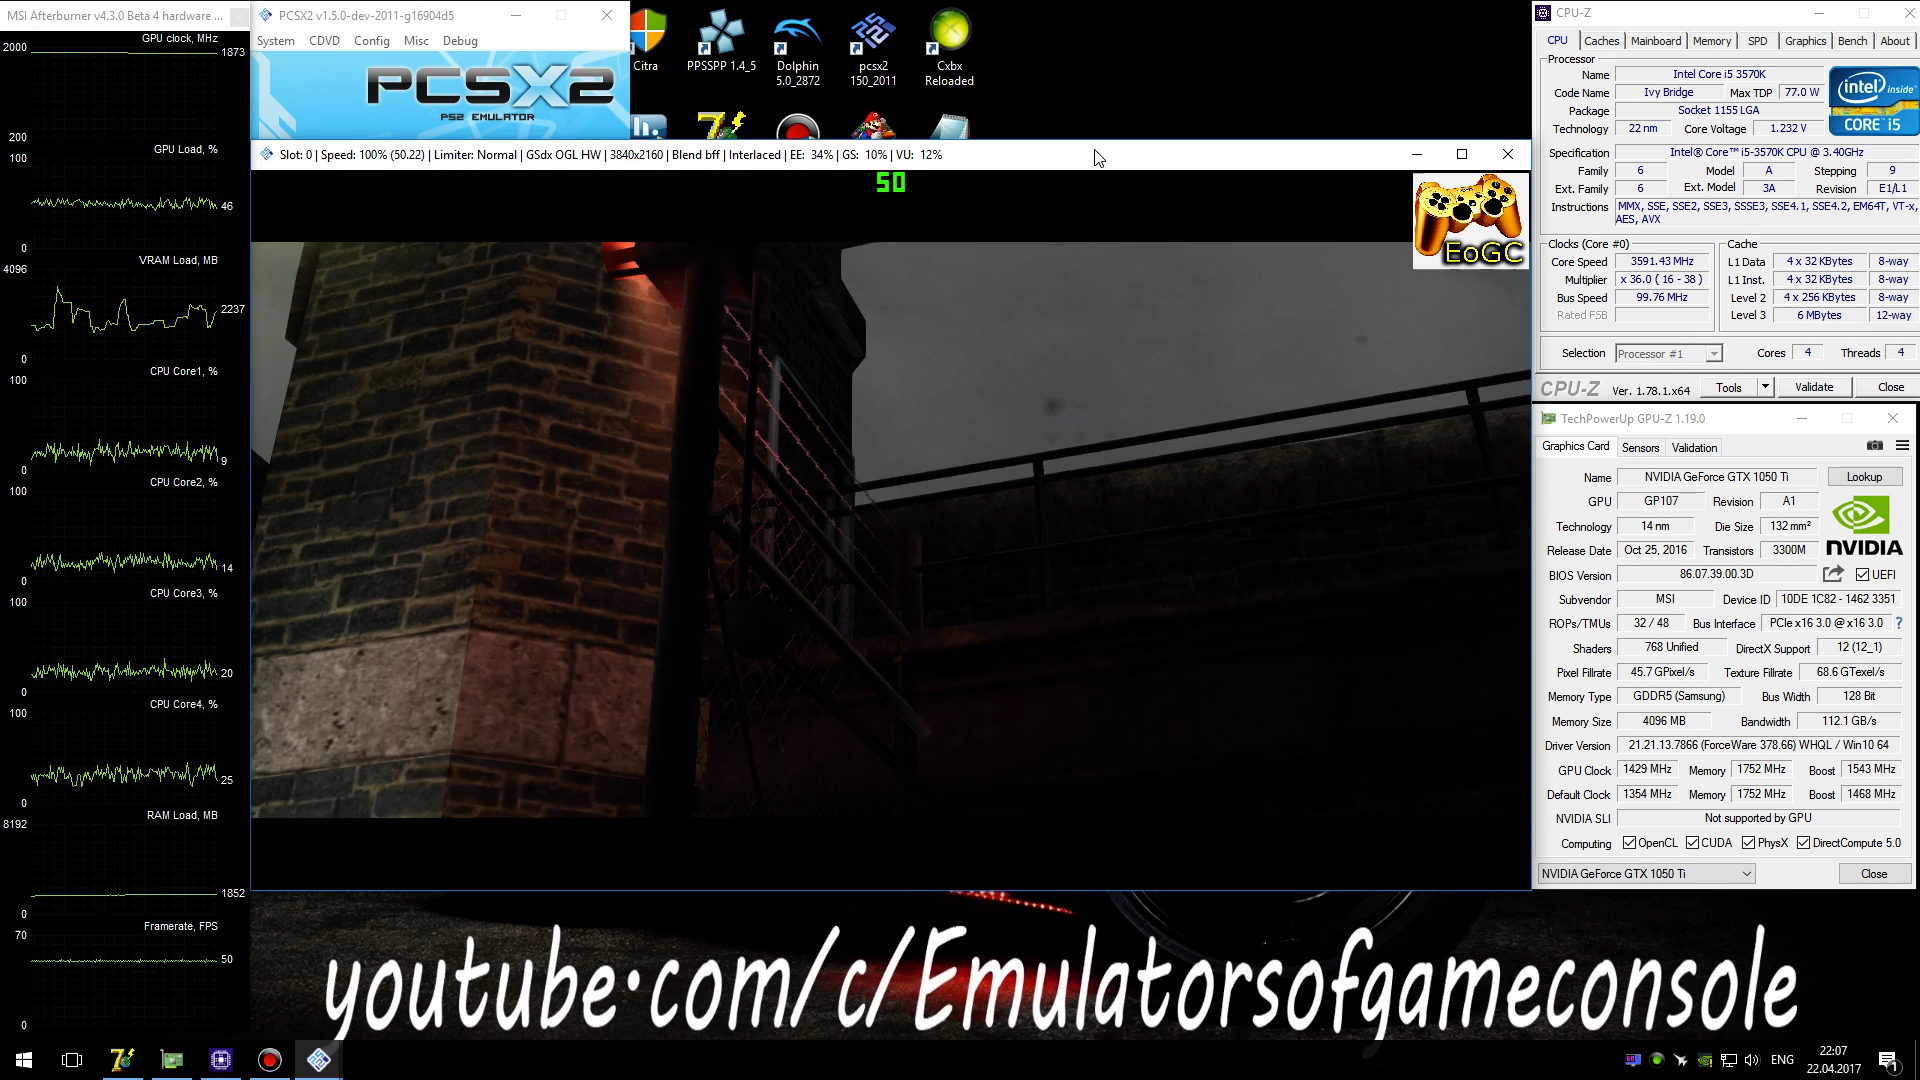 MSI Afterburner v4.3.0 Beta 4 hardware ...
GPU clock, MHz
2000
1873
200
GPU Load, %
100
46
0
VRAM Load, MB
4096
2237
0
CPU Core1, %
100
9
0
CPU Core2, %
100
14
0
CPU Core3, %
100
20
0
CPU Core4, %
100
25
0
RAM Load, MB
8192
1852
0
Framerate, FPS
70
50
0
PCSX2 v1.5.0-dev-2011-g16904d5
System CDVD Config Misc Debug
PCSX2
PS2 EMULATOR
Citra
PPSSPP 1.4_5
Dolphin
5.0_2872
pcsx2
150_2011
Cxbx
Reloaded
Slot: 0 | Speed: 100% (50.22) | Limiter: Normal | GSdx OGL HW | 3840x2160 | Blend bff | Interlaced | EE: 34% | GS: 10% | VU: 12%
50
EoGC
CPU-Z
CPU Caches Mainboard Memory SPD Graphics Bench About
Processor
Name Intel Core i5 3570K
Code Name Ivy Bridge Max TDP 77.0 W
Package Socket 1155 LGA
Technology 22 nm Core Voltage 1.232 V
intel inside™
CORE i5
Specification Intel® Core™ i5-3570K CPU @ 3.40GHz
Family 6 Model A Stepping 9
Ext. Family 6 Ext. Model 3A Revision E1/L1
Instructions MMX, SSE, SSE2, SSE3, SSSE3, SSE4.1, SSE4.2, EM64T, VT-x, AES, AVX
Clocks (Core #0)
Core Speed 3591.43 MHz
Multiplier x 36.0 ( 16 - 38 )
Bus Speed 99.76 MHz
Rated FSB
Cache
L1 Data 4 x 32 KBytes 8-way
L1 Inst. 4 x 32 KBytes 8-way
Level 2 4 x 256 KBytes 8-way
Level 3 6 MBytes 12-way
Selection Processor #1 Cores 4 Threads 4
CPU-Z Ver. 1.78.1.x64 Tools Validate Close
TechPowerUp GPU-Z 1.19.0
Graphics Card Sensors Validation
Name NVIDIA GeForce GTX 1050 Ti Lookup
GPU GP107 Revision A1
Technology 14 nm Die Size 132 mm²
Release Date Oct 25, 2016 Transistors 3300M
NVIDIA
BIOS Version 86.07.39.00.3D UEFI
Subvendor MSI Device ID 10DE 1C82 - 1462 3351
ROPs/TMUs 32 / 48 Bus Interface PCIe x16 3.0 @ x16 3.0 ?
Shaders 768 Unified DirectX Support 12 (12_1)
Pixel Fillrate 45.7 GPixel/s Texture Fillrate 68.6 GTexel/s
Memory Type GDDR5 (Samsung) Bus Width 128 Bit
Memory Size 4096 MB Bandwidth 112.1 GB/s
Driver Version 21.21.13.7866 (ForceWare 378.66) WHQL / Win10 64
GPU Clock 1429 MHz Memory 1752 MHz Boost 1543 MHz
Default Clock 1354 MHz Memory 1752 MHz Boost 1468 MHz
NVIDIA SLI Not supported by GPU
Computing OpenCL CUDA PhysX DirectCompute 5.0
NVIDIA GeForce GTX 1050 Ti Close
youtube.com/c/Emulatorsofgameconsole
ENG
22:07
22.04.2017
1